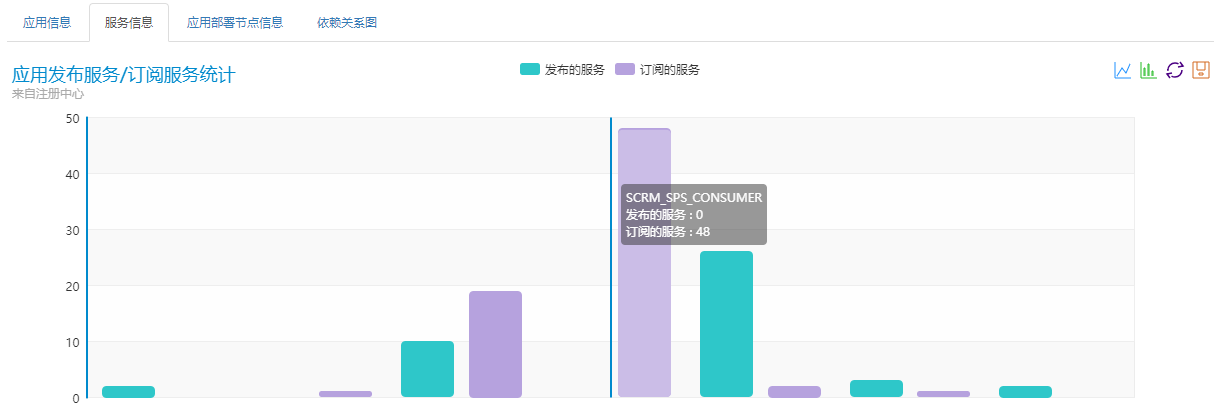 应用信息 服务信息 应用部署节点信息 依赖关系图
应用发布服务/订阅服务统计
来自注册中心
发布的服务 订阅的服务
50
40
30
20
10
0
SCRM_SPS_CONSUMER
发布的服务 : 0
订阅的服务 : 48